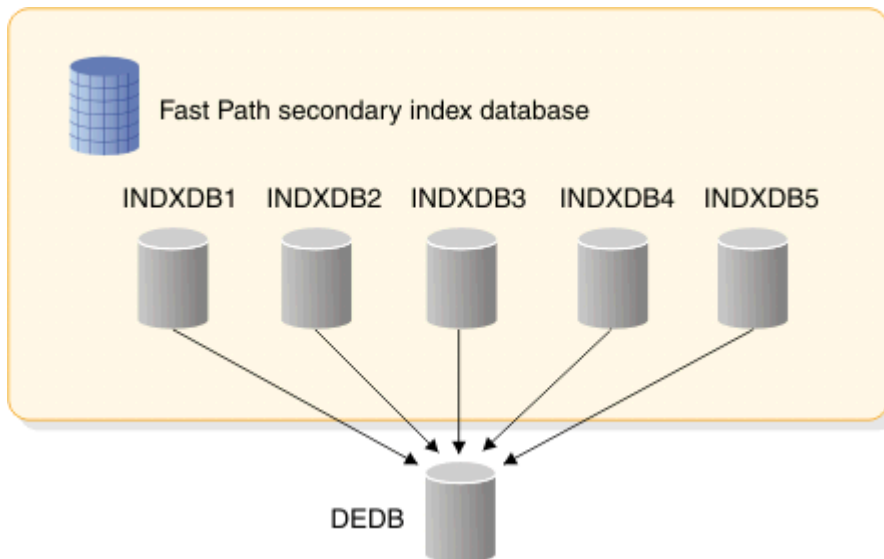 Fast Path secondary index database
INDXDB1 INDXDB2 INDXDB3 INDXDB4 INDXDB5
DEDB